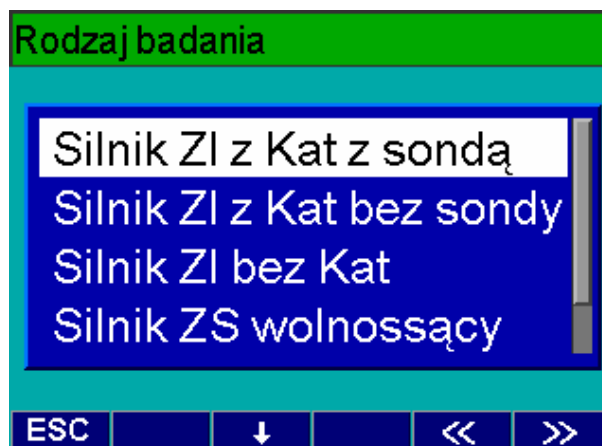 Rodzaj badania
Silnik ZI z Kat z sondą
Silnik ZI z Kat bez sondy
Silnik ZI bez Kat
Silnik ZS wolnossący
ESC ↓ << >>